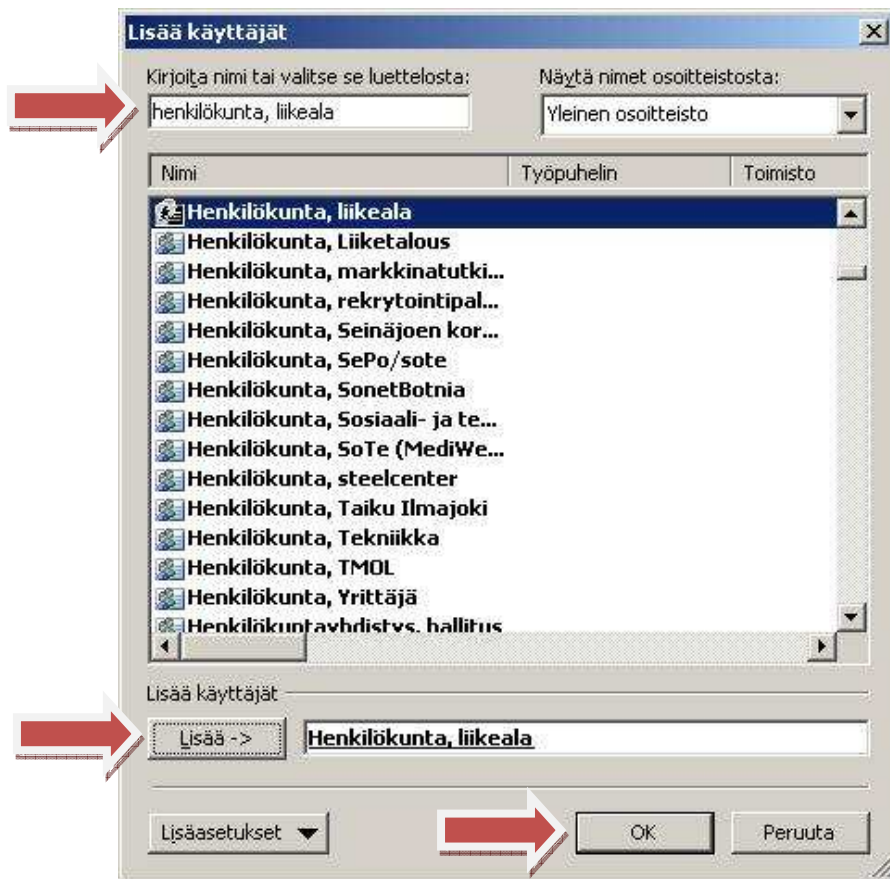 Lisää käyttäjät
Kirjoita nimi tai valitse se luettelosta:
Näytä nimet osoitteistosta:
henkilökunta, liikeala
Yleinen osoitteisto
Nimi Työpuhelin Toimisto
Henkilökunta, liikeala
Henkilökunta, Liiketalous
Henkilökunta, markkinatutki...
Henkilökunta, rekrytointipal...
Henkilökunta, Seinäjoen kor...
Henkilökunta, SePo/sote
Henkilökunta, SonetBotnia
Henkilökunta, Sosiaali- ja te...
Henkilökunta, SoTe (MediWe...
Henkilökunta, steelcenter
Henkilökunta, Taiku Ilmajoki
Henkilökunta, Tekniikka
Henkilökunta, TMOL
Henkilökunta, Yrittäjä
Henkilökuntayhdistys, hallitus
Lisää käyttäjät
Lisää -> Henkilökunta, liikeala
Lisäasetukset OK Peruuta